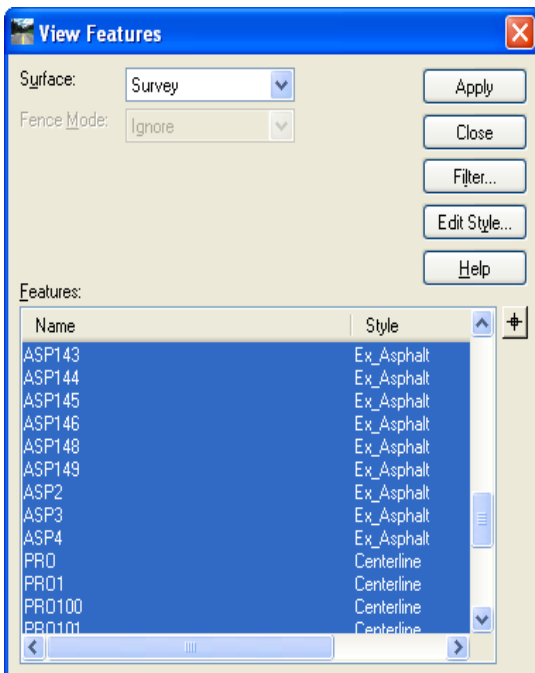 View Features
Surface: Survey
Apply
Fence Mode: Ignore
Close
Filter...
Edit Style...
Help
Features:
Name Style
ASP143 Ex_Asphalt
ASP144 Ex_Asphalt
ASP145 Ex_Asphalt
ASP146 Ex_Asphalt
ASP148 Ex_Asphalt
ASP149 Ex_Asphalt
ASP2 Ex_Asphalt
ASP3 Ex_Asphalt
ASP4 Ex_Asphalt
PRO Centerline
PRO1 Centerline
PRO100 Centerline
PRO101 Centerline